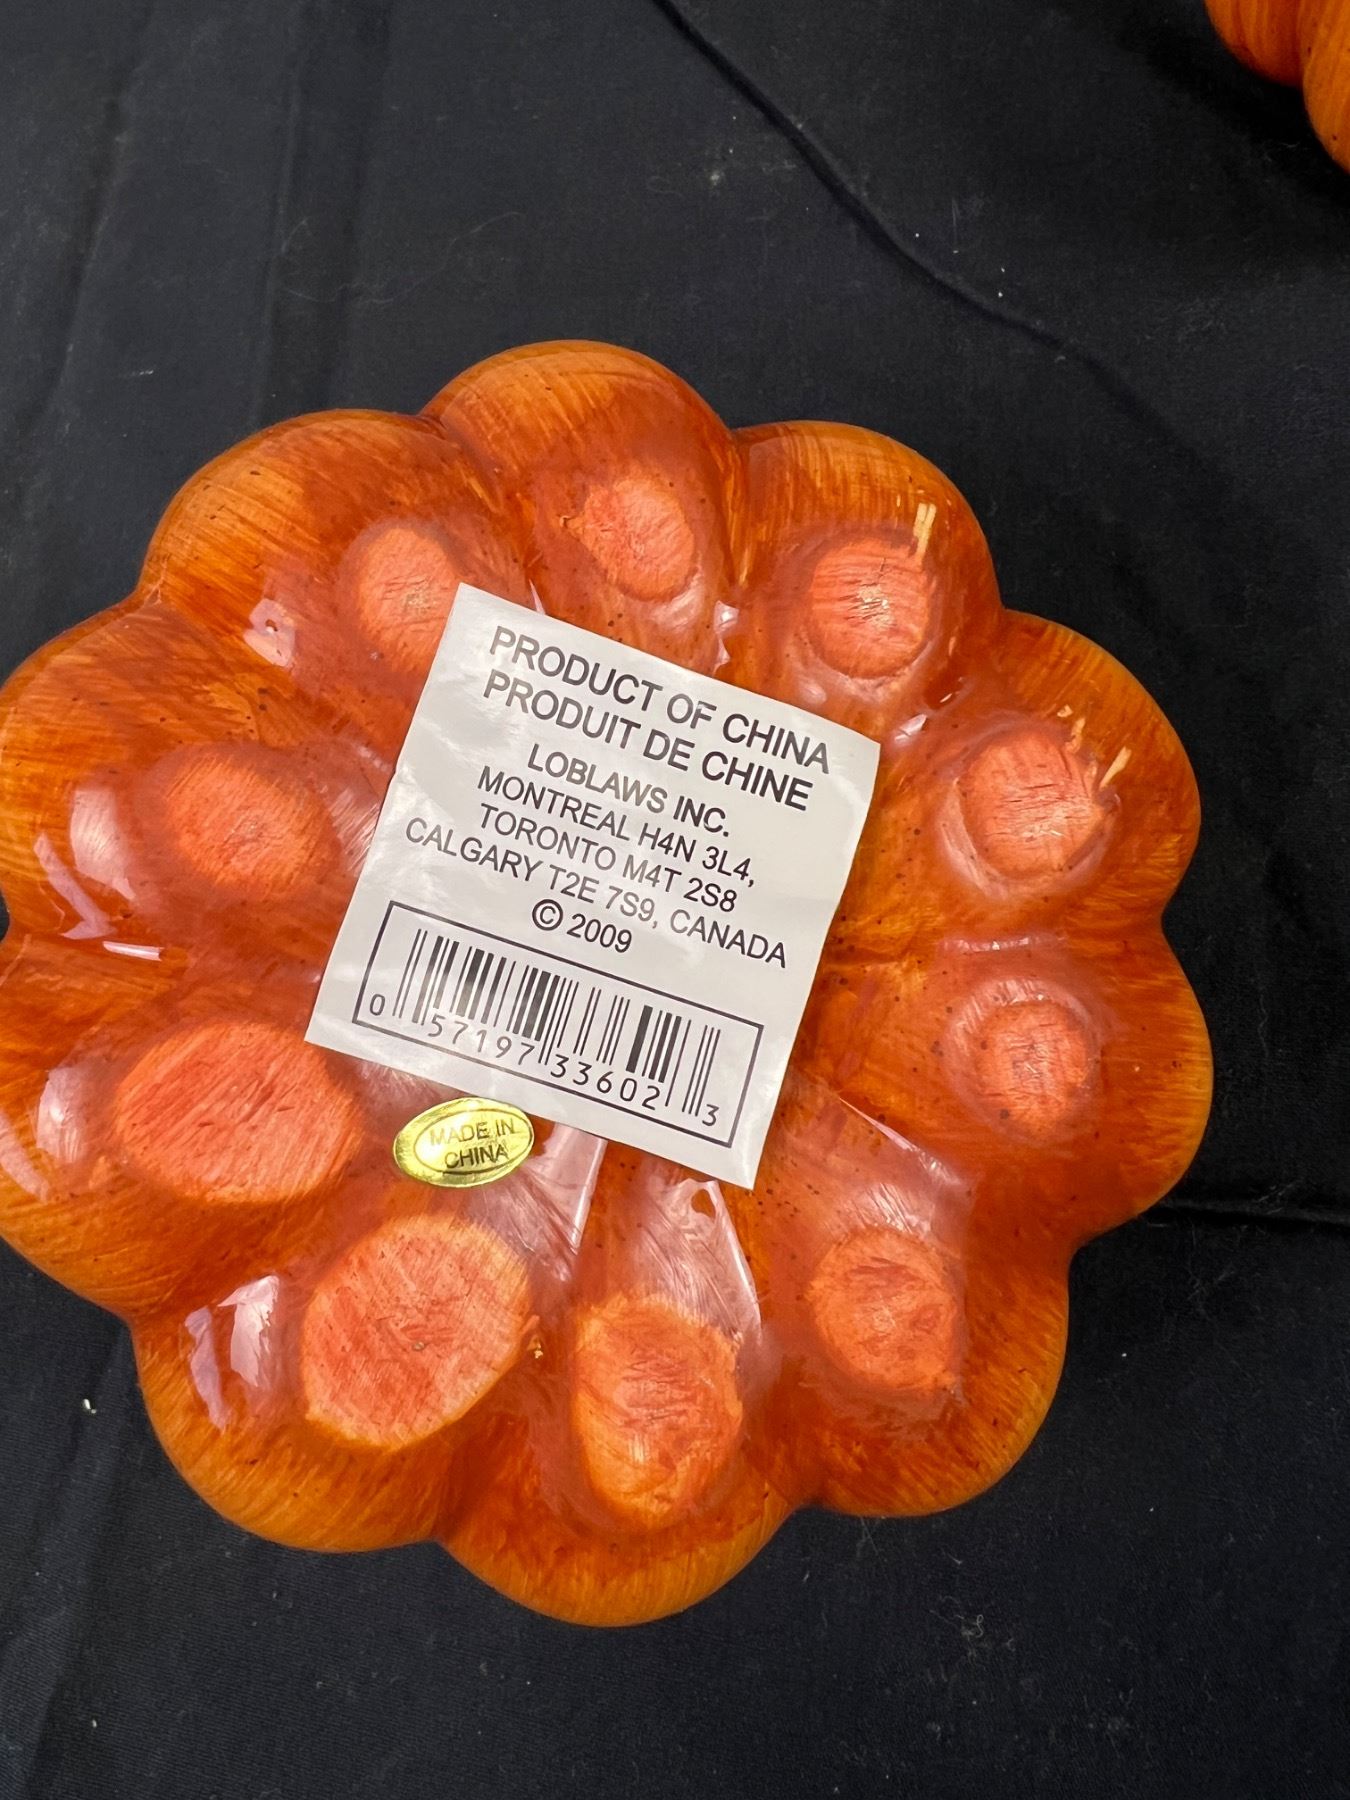 PRODUCT OF CHINA
PRODUIT DE CHINE
LOBLAWS INC.
MONTREAL H4N 3L4,
TORONTO M4T 2S8
CALGARY T2E 7S9, CANADA
© 2009
0 57197 33602 3
MADE IN
CHINA